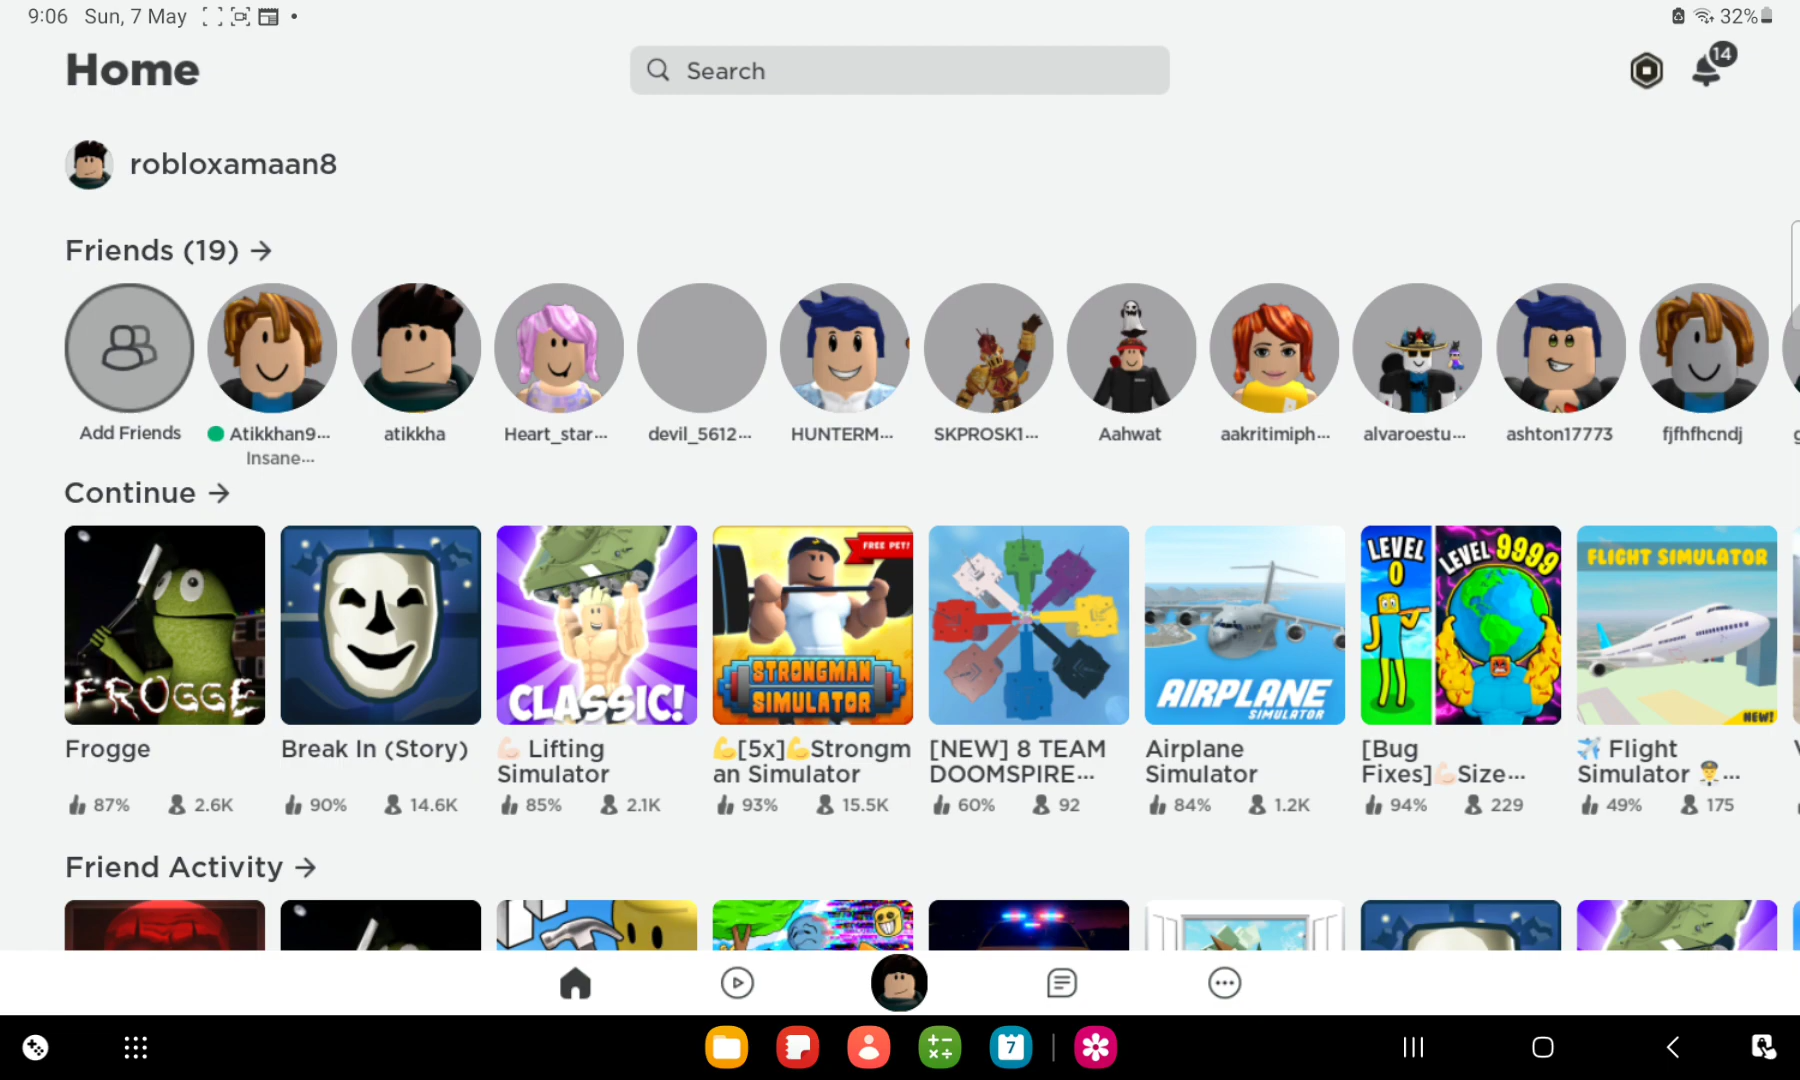 9:06 Sun, 7 May
32%
Home
Search
14
robloxamaan8
Friends (19) →
Add Friends
Atikkhan9...
Insane...
atikkha
Heart_star...
devil_5612...
HUNTERM...
SKPROSK1...
Aahwat
aakritimiph...
alvaroestu...
ashton17773
fjfhfhcndj
Continue →
FROGGE
CLASSIC!
FREE PET!
STRONGMAN
SIMULATOR
AIRPLANE
SIMULATOR
LEVEL
0
LEVEL 9999
FLIGHT SIMULATOR
NEW!
Frogge
87% 2.6K
Break In (Story)
90% 14.6K
💪🏻 Lifting
Simulator
85% 2.1K
💪[5x]💪Strongm
an Simulator
93% 15.5K
[NEW] 8 TEAM
DOOMSPIRE...
60% 92
Airplane
Simulator
84% 1.2K
[Bug
Fixes]💪🏻Size...
94% 229
✈️ Flight
Simulator 👨‍✈️...
49% 175
Friend Activity →
7